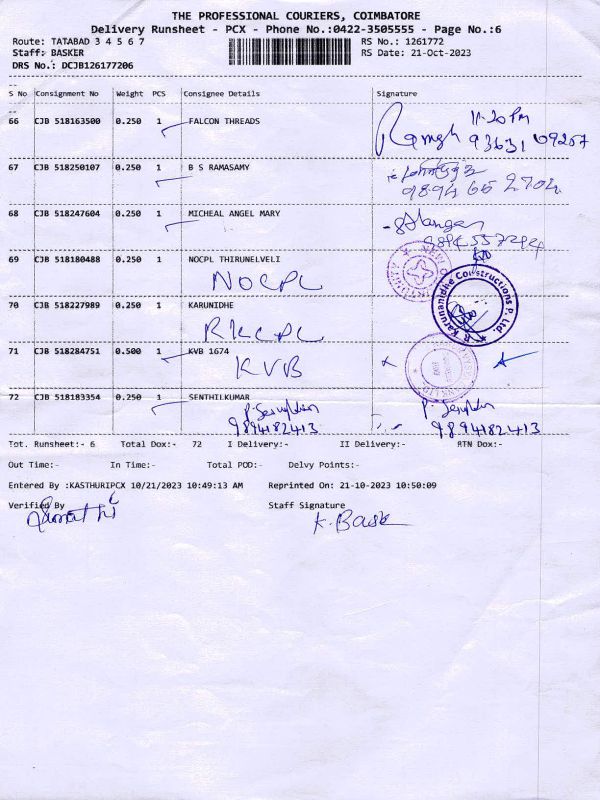 THE PROFESSIONAL COURIERS, COIMBATORE
Delivery Runsheet - PCX - Phone No.:0422-3505555 - Page No.:6
Route: TATABAD 3 4 5 6 7 RS No.: 1261772
Staff: BASKER RS Date: 21-Oct-2023
DRS No.: DCJB126177206
S No Consignment No Weight PCS Consignee Details Signature
11.20 Pm
66 CJB 518163500 0.250 1 FALCON THREADS
67 CJB 518250107 0.250 1 B S RAMASAMY
9894 66 2704
68 CJB 518247604 0.250 1 MICHEAL ANGEL MARY
69 CJB 518180488 0.250 1 NOCPL THIRUNELVELI
NOCPL
70 CJB 518227989 0.250 1 KARUNIDHE
RKCPL
R Karunanidhe Constructions P. Ltd.
71 CJB 518284751 0.500 1 KVB 1674
KVB
72 CJB 518183354 0.250 1 SENTHILKUMAR
9894182413 9894182413
Tot. Runsheet:- 6 Total Dox:- 72 I Delivery:- II Delivery:- RTN Dox:-
Out Time:- In Time:- Total POD:- Delvy Points:-
Entered By :KASTHURIPCX 10/21/2023 10:49:13 AM Reprinted On: 21-10-2023 10:50:09
Verified By Staff Signature
K. Bask